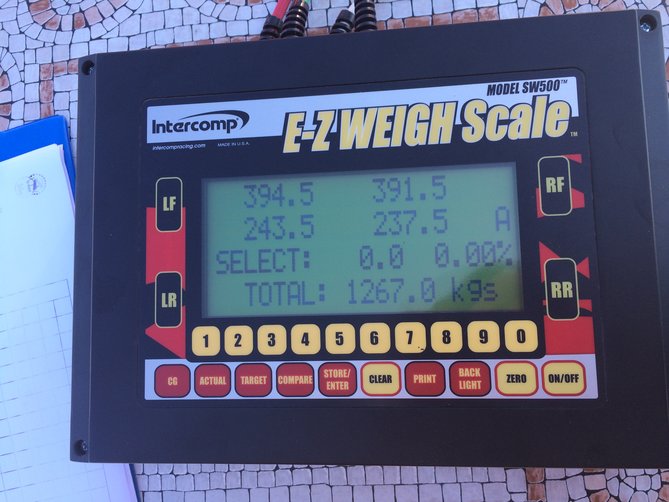 MODEL SW500™
Intercomp
E-Z WEIGH Scale™
intercompracing.com MADE IN U.S.A.
LF
394.5 391.5
RF
243.5 237.5 A
SELECT: 0.0 0.00%
LR
TOTAL: 1267.0 kgs
RR
1 2 3 4 5 6 7 8 9 0
CG ACTUAL TARGET COMPARE STORE/ENTER CLEAR PRINT BACK LIGHT ZERO ON/OFF